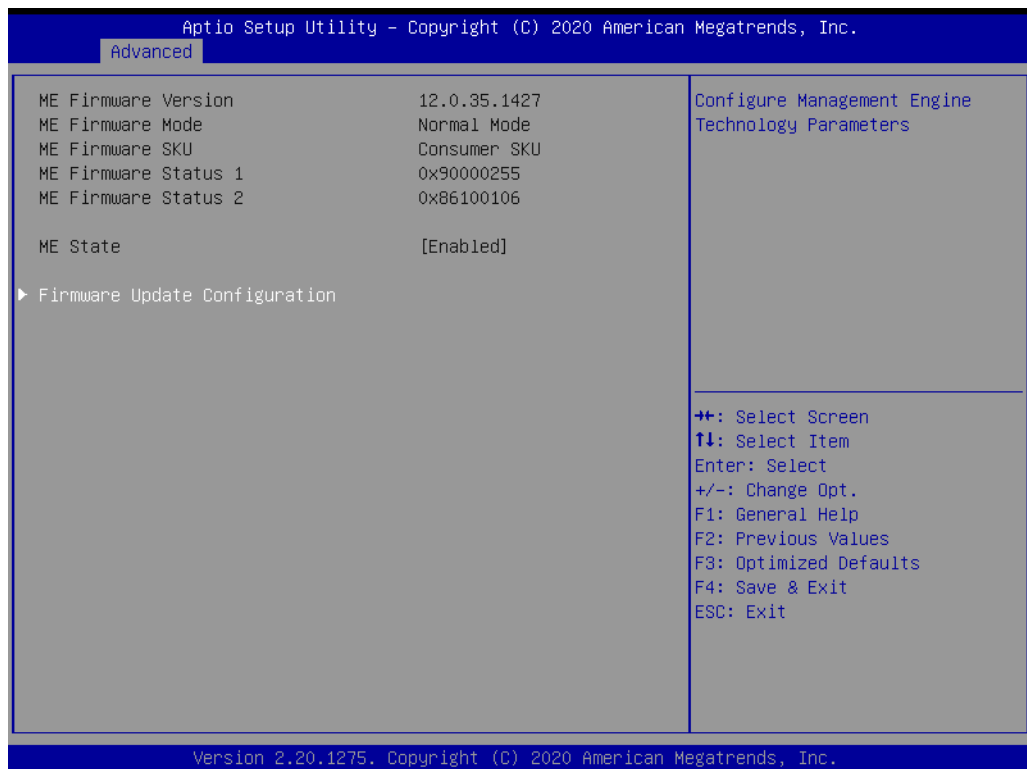 Aptio Setup Utility – Copyright (C) 2020 American Megatrends, Inc.
Advanced
ME Firmware Version 12.0.35.1427
ME Firmware Mode Normal Mode
ME Firmware SKU Consumer SKU
ME Firmware Status 1 0x90000255
ME Firmware Status 2 0x86100106
ME State [Enabled]
Firmware Update Configuration
Configure Management Engine
Technology Parameters
→←: Select Screen
↑↓: Select Item
Enter: Select
+/-: Change Opt.
F1: General Help
F2: Previous Values
F3: Optimized Defaults
F4: Save & Exit
ESC: Exit
Version 2.20.1275. Copyright (C) 2020 American Megatrends, Inc.